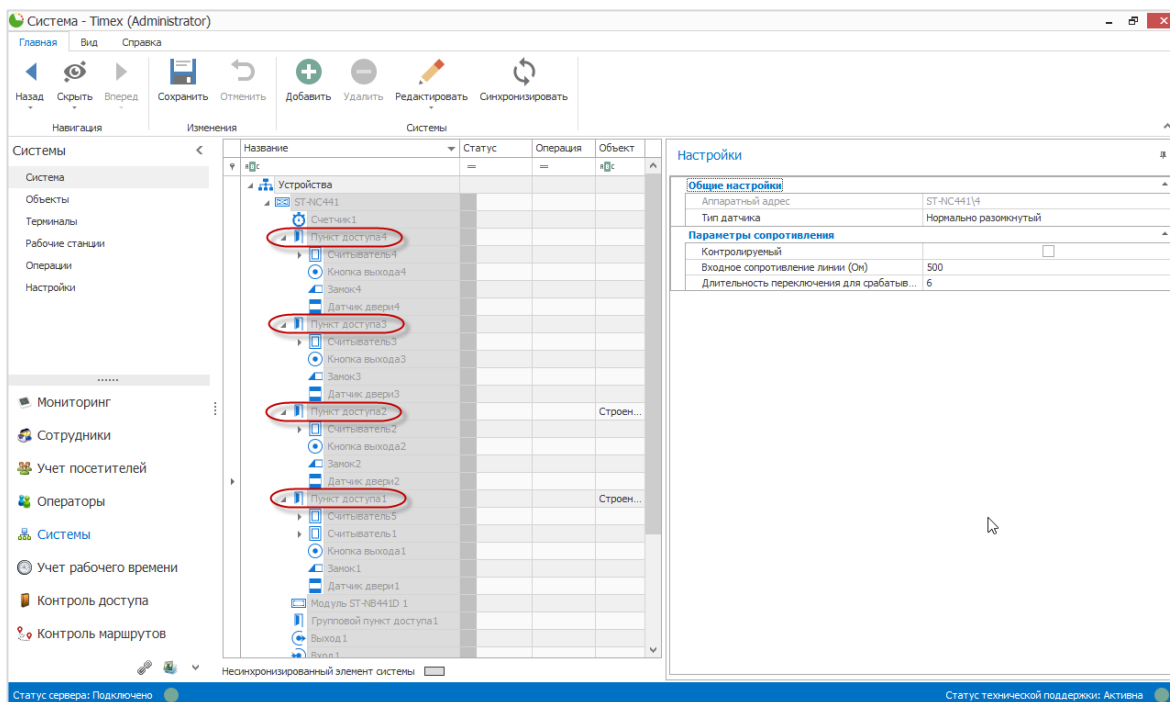 Система - Timex (Administrator)
Главная Вид Справка
Назад Скрыть Вперед Сохранить Отменить Добавить Удалить Редактировать Синхронизировать
Навигация Изменения Системы
Системы
Система
Объекты
Терминалы
Рабочие станции
Операции
Настройки
Мониторинг
Сотрудники
Учет посетителей
Операторы
Системы
Учет рабочего времени
Контроль доступа
Контроль маршрутов
Название Статус Операция Объект
= =
Устройства
ST-NC441
Счетчик1
Пункт доступа4
Считыватель4
Кнопка выхода4
Замок4
Датчик двери4
Пункт доступа3
Считыватель3
Кнопка выхода3
Замок3
Датчик двери3
Пункт доступа2 Строен...
Считыватель2
Кнопка выхода2
Замок2
Датчик двери2
Пункт доступа1 Строен...
Считыватель5
Считыватель1
Кнопка выхода1
Замок1
Датчик двери1
Модуль ST-NB441D 1
Групповой пункт доступа1
Выход1
Вход1
Несинхронизированный элемент системы
Настройки
Общие настройки
Аппаратный адрес ST-NC441\4
Тип датчика Нормально разомкнутый
Параметры сопротивления
Контролируемый
Входное сопротивление линии (Ом) 500
Длительность переключения для срабатыв... 6
Статус сервера: Подключено Статус технической поддержки: Активна